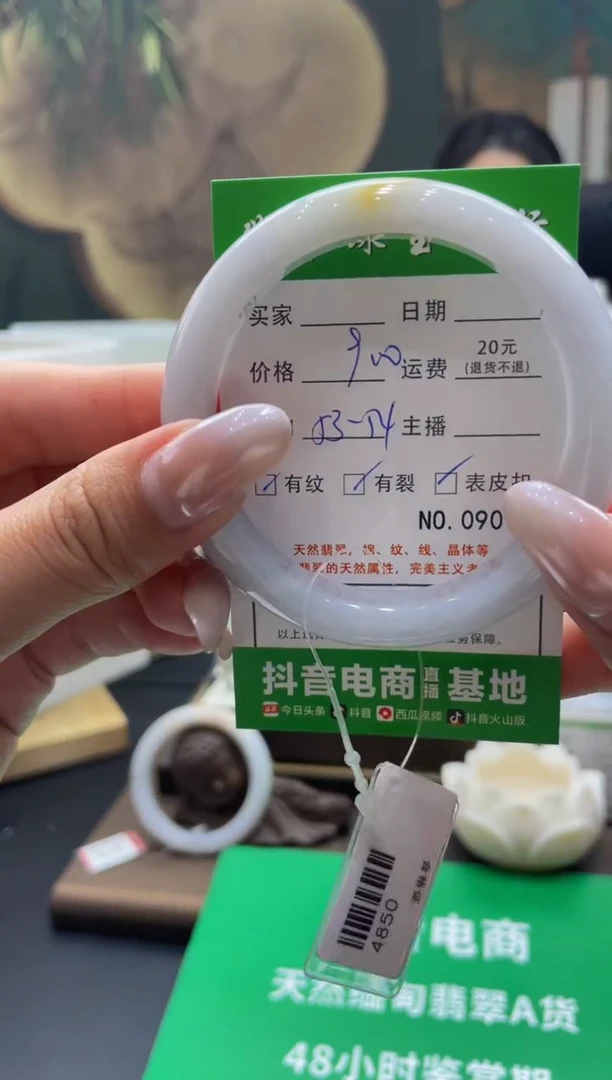 买家 日期
价格 900 运费 20元
(退货不退)
53-54 主播
有纹 有裂 表皮
NO.090
天然翡翠，棉、纹、线、晶体等
翡翠的天然属性，完美主义者
以上
务保障。
抖音电商直播基地
今日头条 抖音 西瓜视频 抖音火山版
4850
电商
天然缅甸翡翠A货
48小时鉴赏期